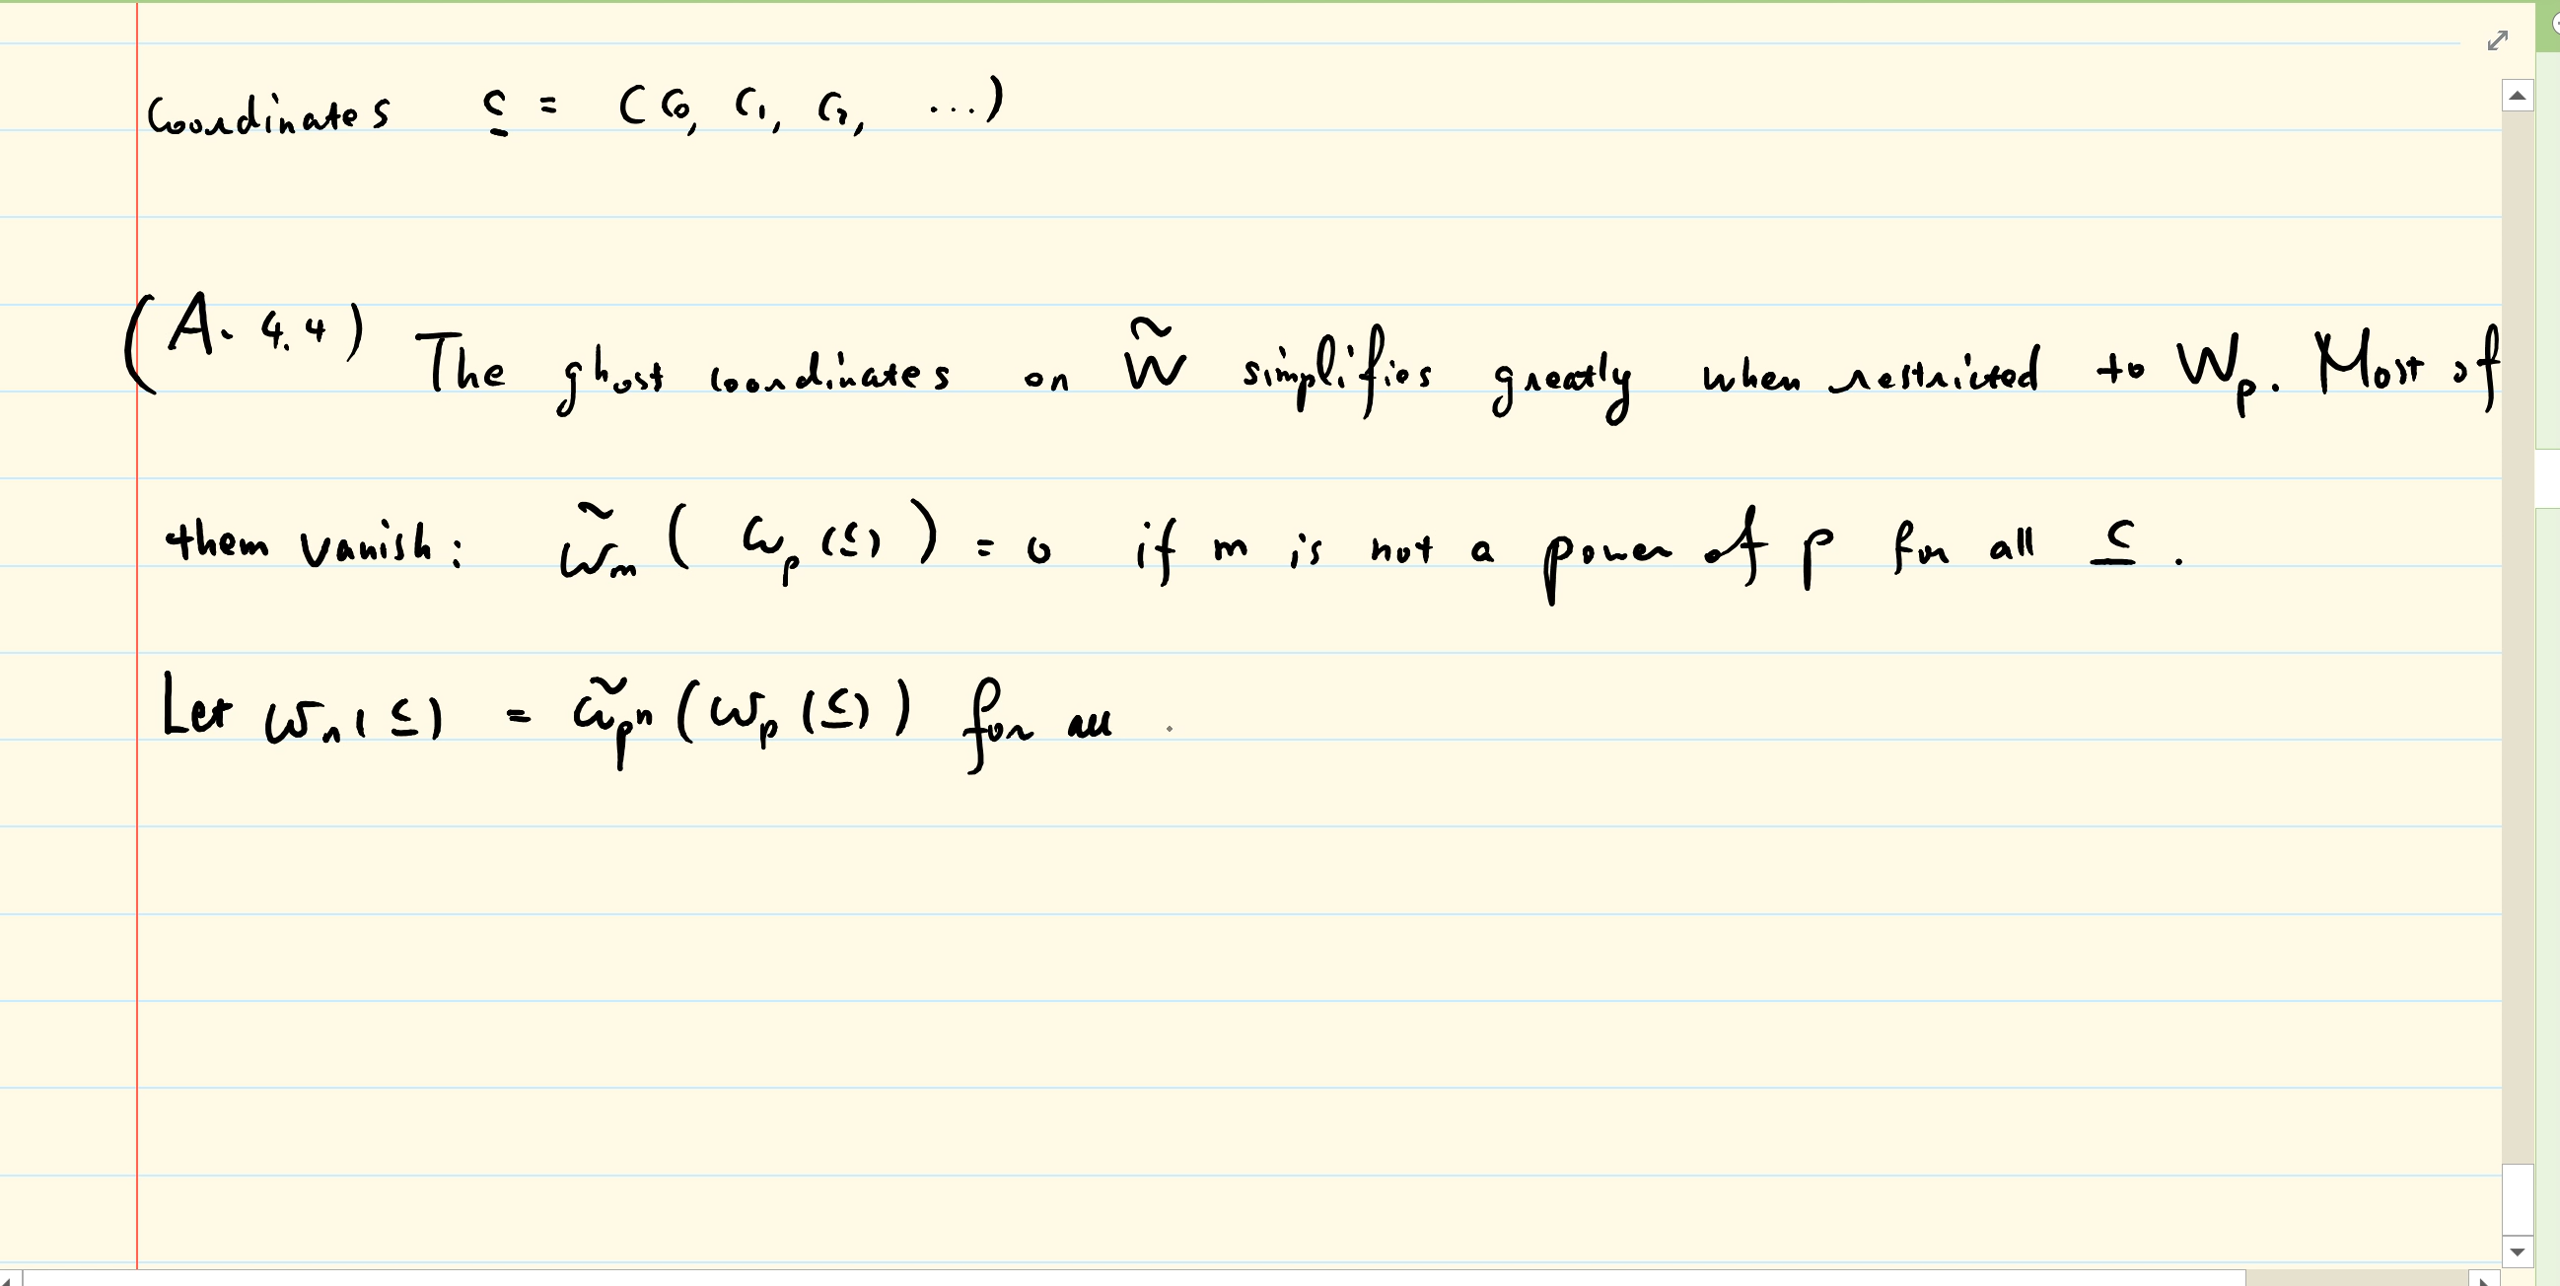 Coordinates c̲ = (c₀, c₁, c₂, ...)
(A. 4.4) The ghost coordinates on W̃ simplifies greatly when restricted to Wₚ. Most of
them vanish: w̃ₘ ( ωₚ (c̲) ) = 0 if m is not a power of p for all c̲.
Let wₙ(c̲) = w̃_{pⁿ} (ωₚ (c̲)) for all